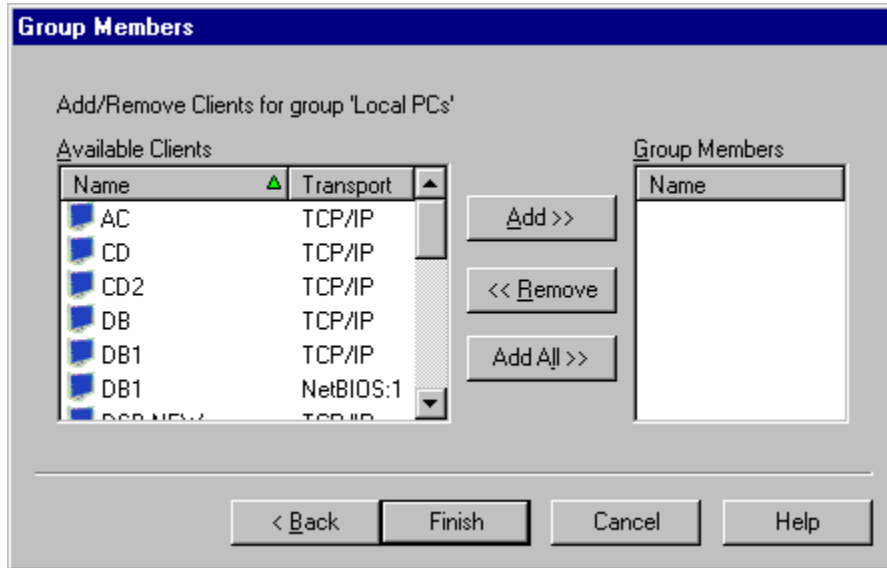 Group Members
Add/Remove Clients for group 'Local PCs'
Available Clients
Group Members
Name Transport
Name
AC TCP/IP
CD TCP/IP
CD2 TCP/IP
DB TCP/IP
DB1 TCP/IP
DB1 NetBIOS:1
TCP/IP
Add >>
<< Remove
Add All >>
< Back
Finish
Cancel
Help